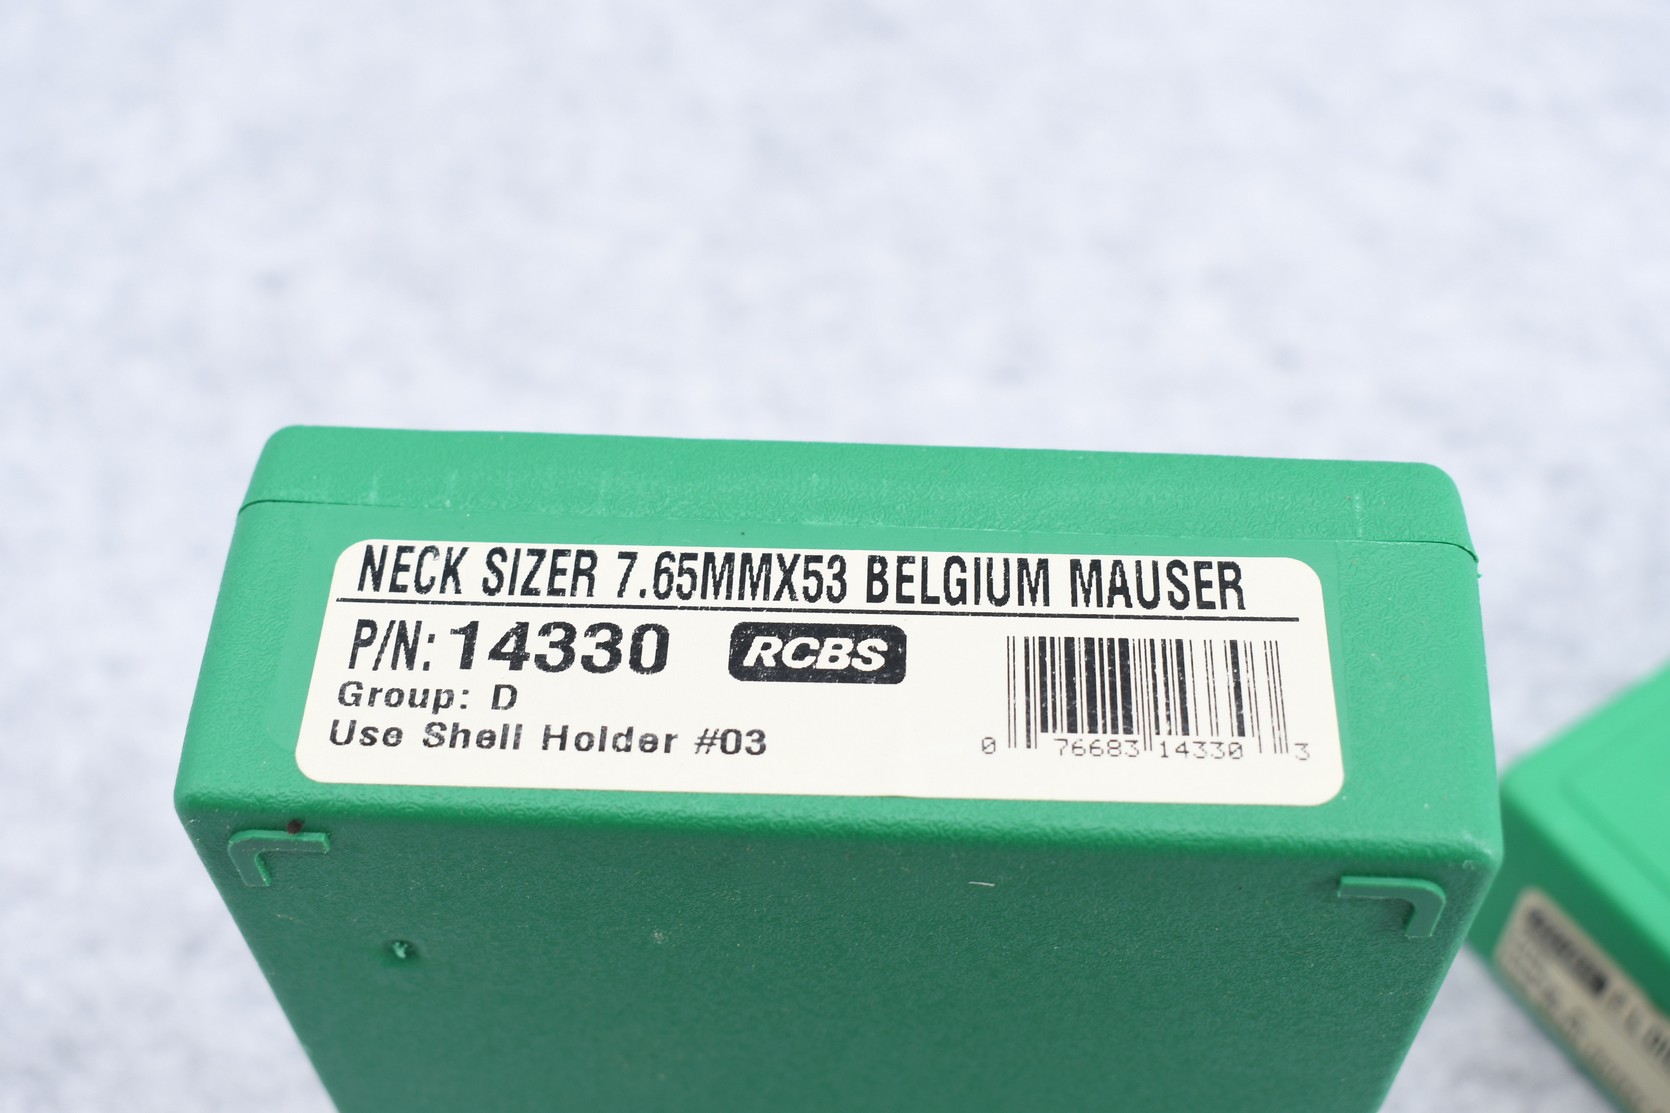 NECK SIZER 7.65MMX53 BELGIUM MAUSER
P/N: 14330 RCBS
Group: D
Use Shell Holder #03
0 76683 14330 3